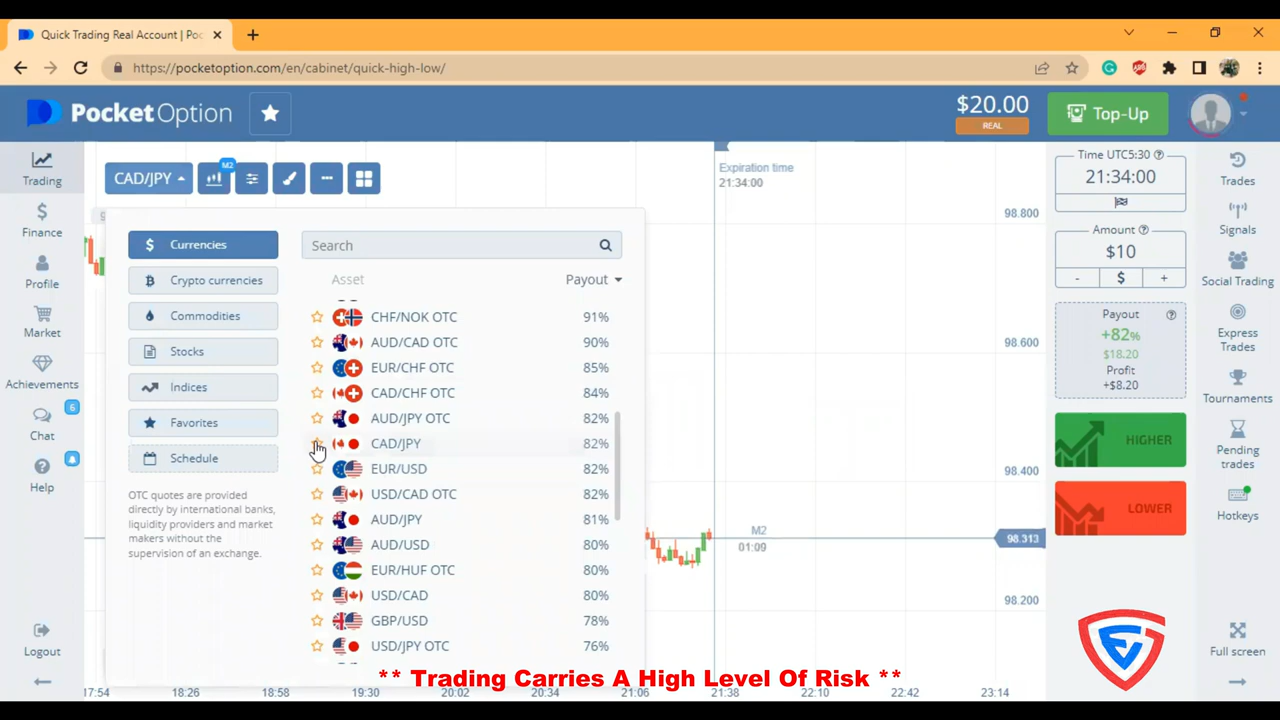 Quick Trading Real Account | Poc
https://pocketoption.com/en/cabinet/quick-high-low/
PocketOption
$20.00
REAL
Top-Up
Trading
Finance
Profile
Market
Achievements
Chat
6
Help
Logout
CAD/JPY
M2
Expiration time
21:34:00
Currencies
Crypto currencies
Commodities
Stocks
Indices
Favorites
Schedule
OTC quotes are provided
directly by international banks,
liquidity providers and market
makers without the
supervision of an exchange.
Search
Asset Payout
CHF/NOK OTC 91%
AUD/CAD OTC 90%
EUR/CHF OTC 85%
CAD/CHF OTC 84%
AUD/JPY OTC 82%
CAD/JPY 82%
EUR/USD 82%
USD/CAD OTC 82%
AUD/JPY 81%
AUD/USD 80%
EUR/HUF OTC 80%
USD/CAD 80%
GBP/USD 78%
USD/JPY OTC 76%
98.800
98.600
98.400
98.313
98.200
M2
01:09
17:54 18:26 18:58 19:30 20:02 20:34 21:06 21:38 22:10 22:42 23:14
Time UTC5:30
21:34:00
Amount
$10
- $ +
Payout
+82%
$18.20
Profit
+$8.20
HIGHER
LOWER
Trades
Signals
Social Trading
Express
Trades
Tournaments
Pending
trades
Hotkeys
Full screen
** Trading Carries A High Level Of Risk **